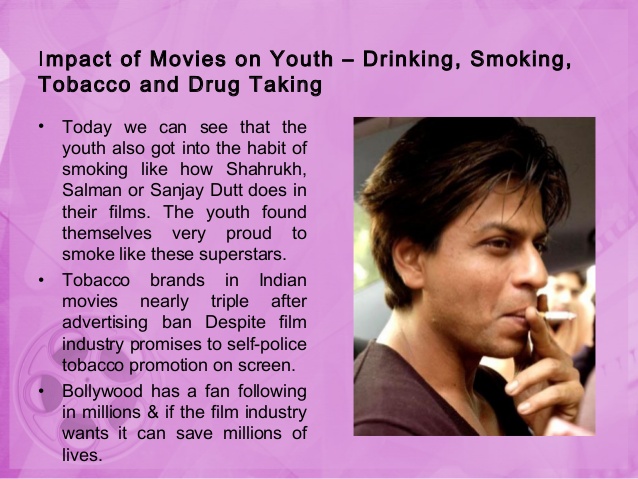 Impact of Movies on Youth – Drinking, Smoking,
Tobacco and Drug Taking
• Today we can see that the
youth also got into the habit of
smoking like how Shahrukh,
Salman or Sanjay Dutt does in
their films. The youth found
themselves very proud to
smoke like these superstars.
• Tobacco brands in Indian
movies nearly triple after
advertising ban Despite film
industry promises to self-police
tobacco promotion on screen.
• Bollywood has a fan following
in millions & if the film industry
wants it can save millions of
lives.